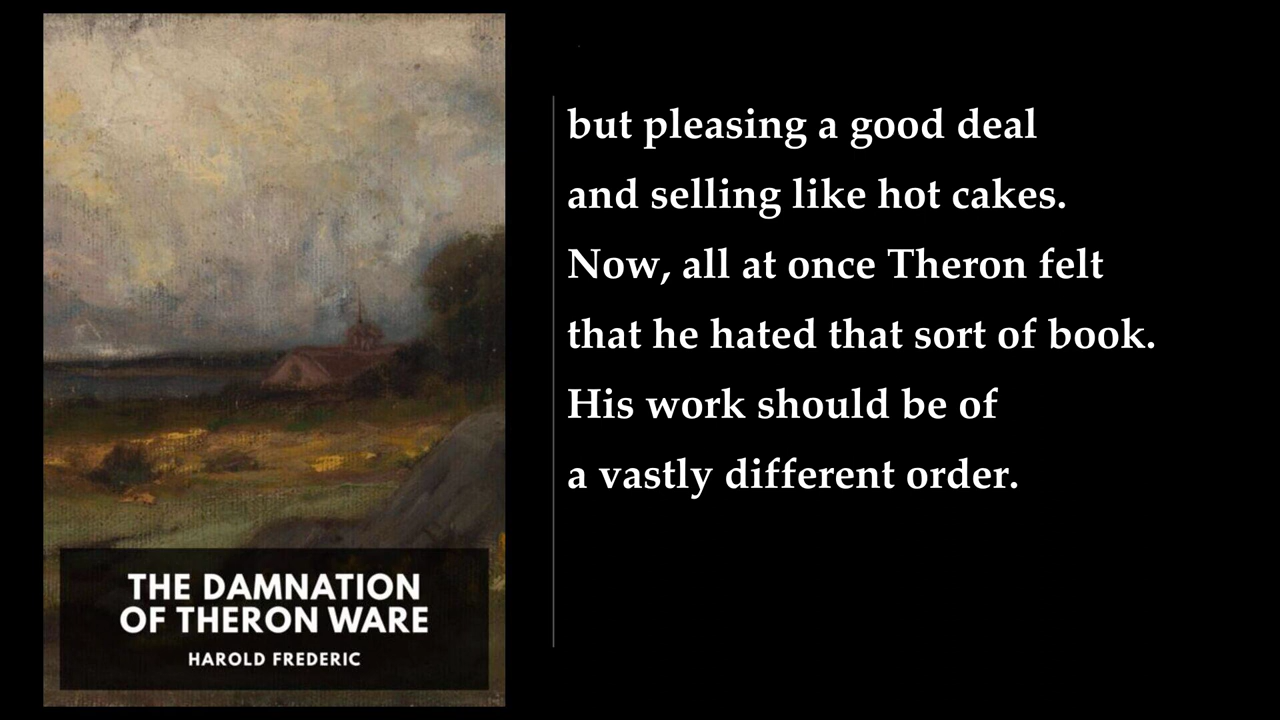 but pleasing a good deal
and selling like hot cakes.
Now, all at once Theron felt
that he hated that sort of book.
His work should be of
a vastly different order.
THE DAMNATION
OF THERON WARE
HAROLD FREDERIC